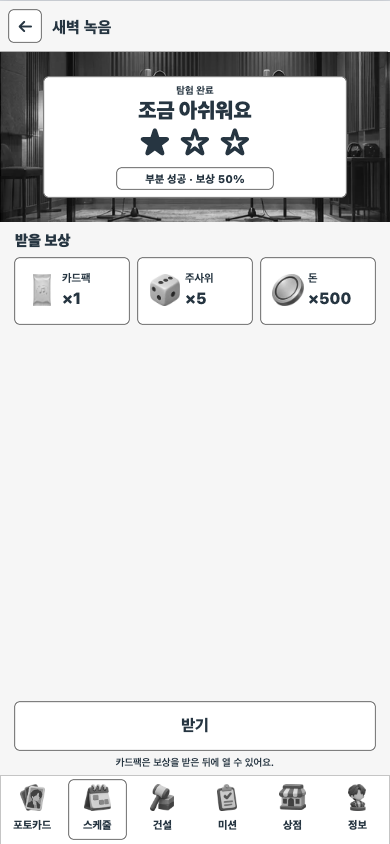 새벽 녹음
탐험 완료
조금 아쉬워요
부분 성공 · 보상 50%
받을 보상
카드팩
×1
주사위
×5
돈
×500
받기
카드팩은 보상을 받은 뒤에 열 수 있어요.
포토카드
스케줄
건설
미션
상점
정보